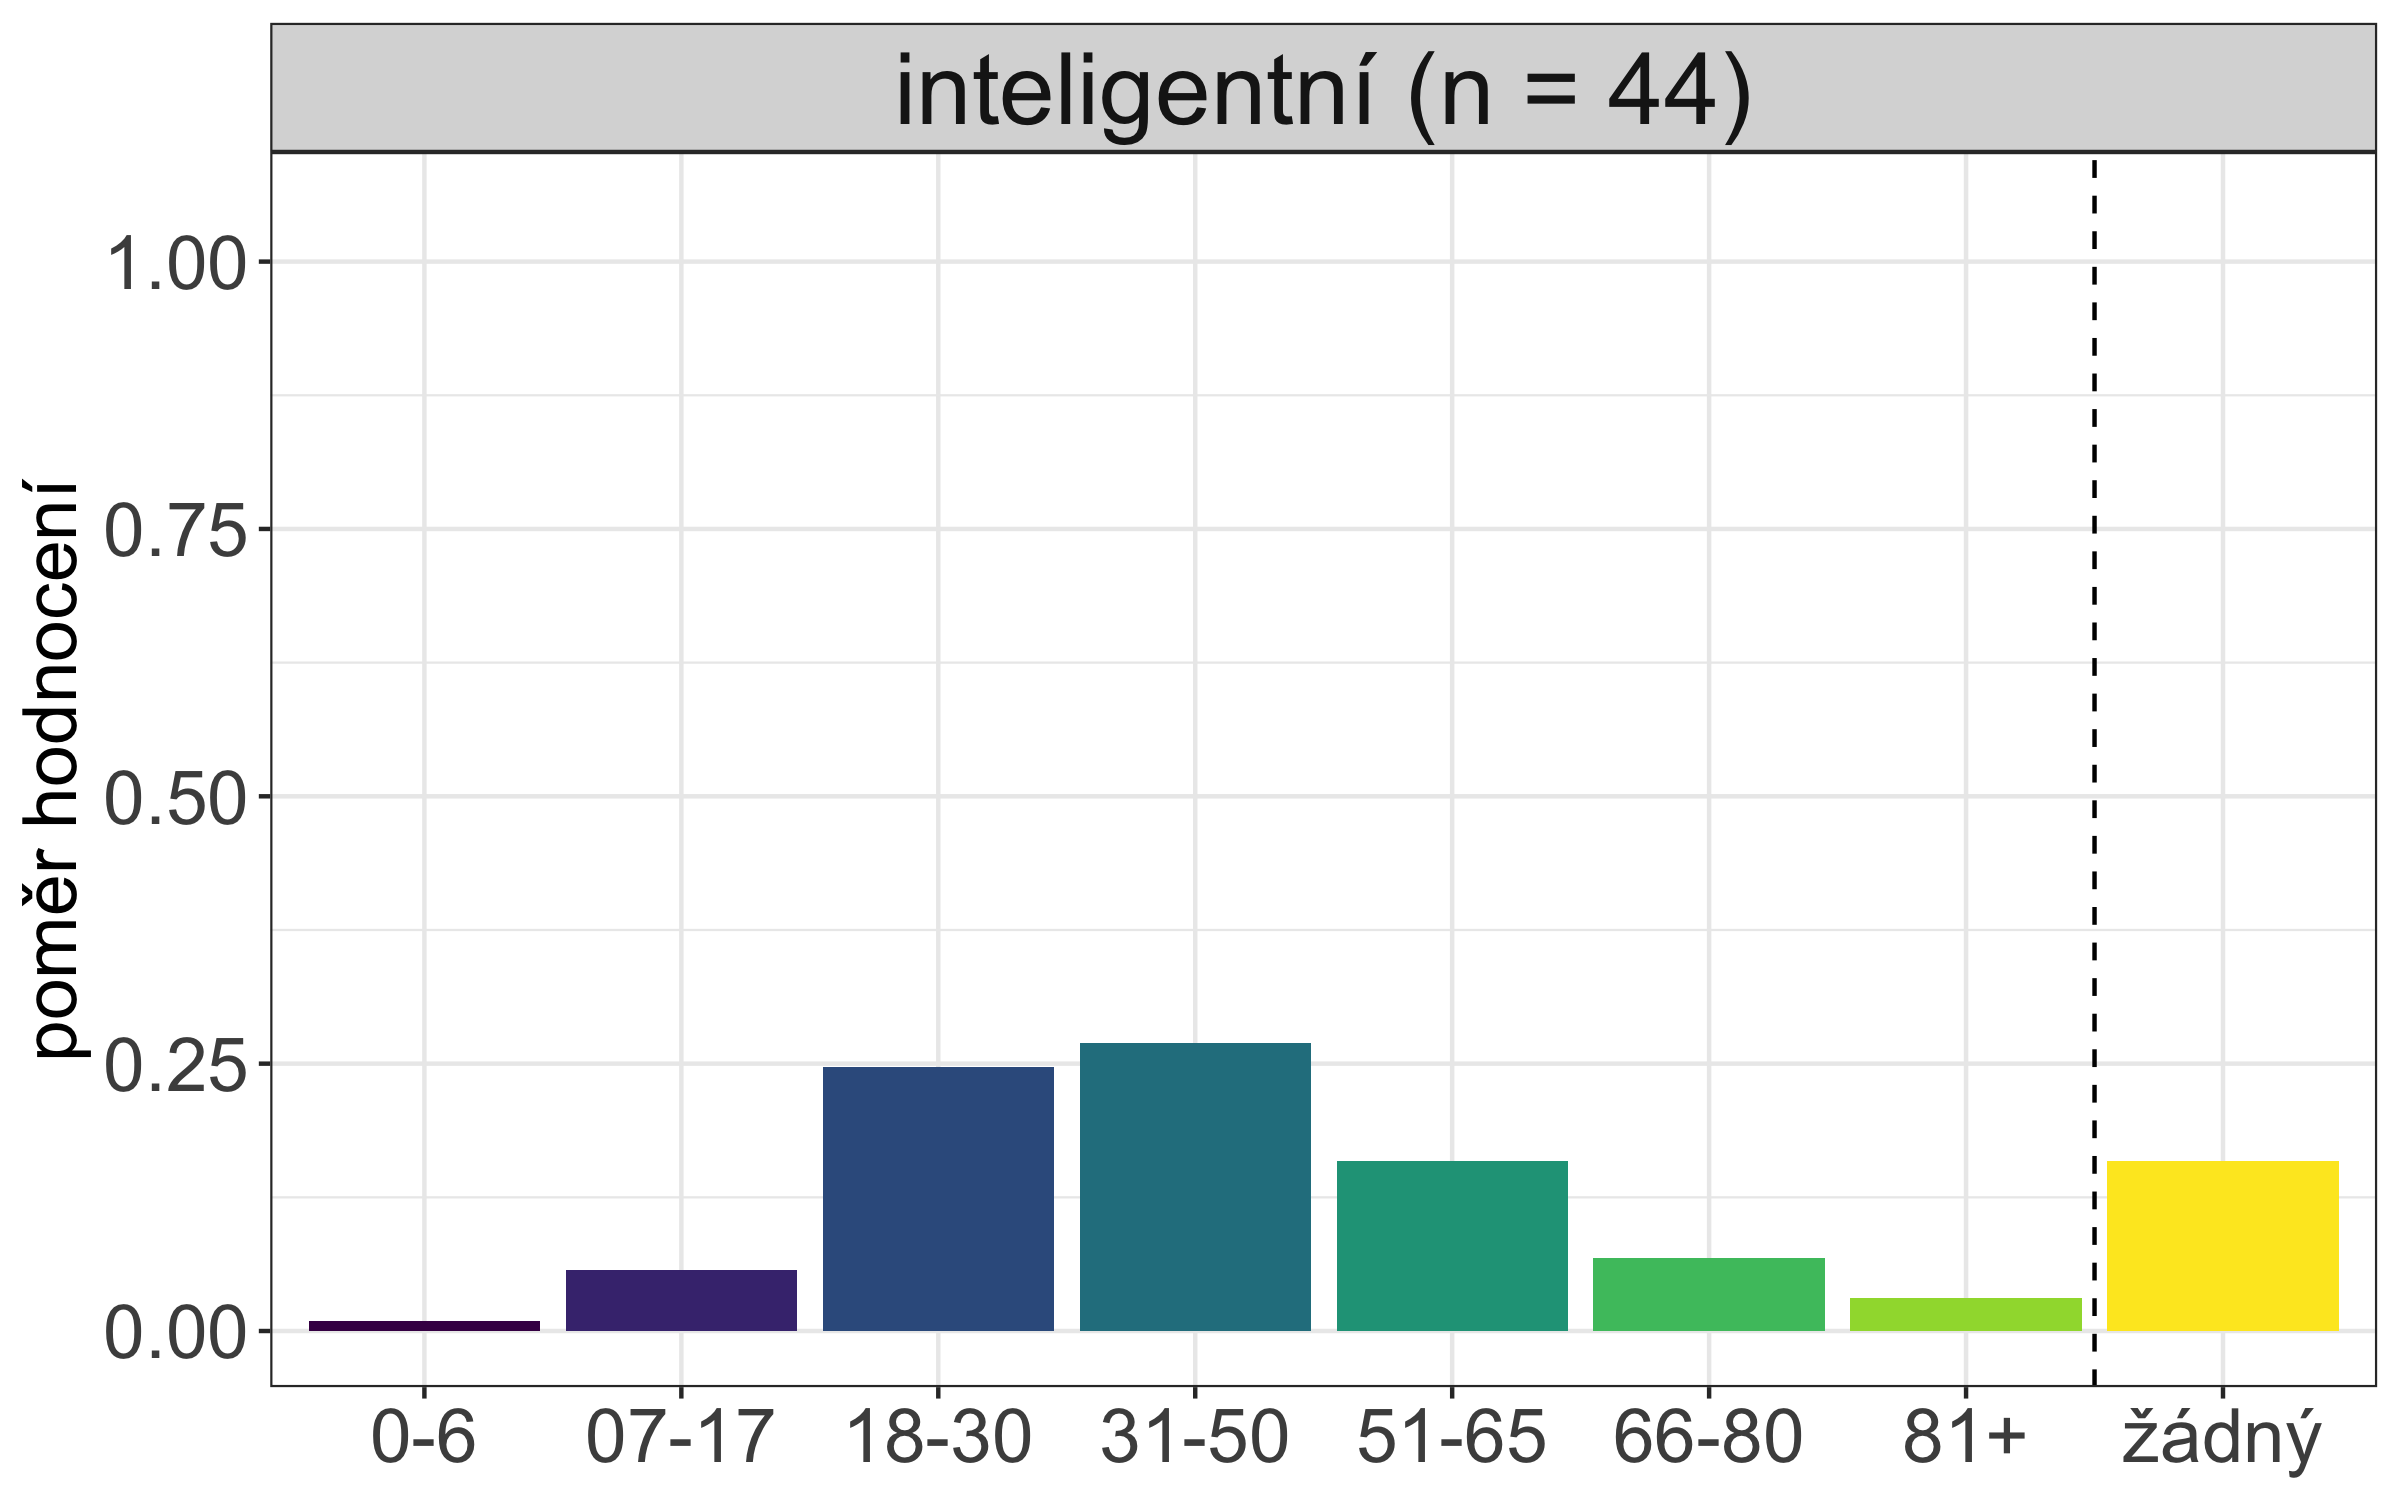 inteligentní (n = 44)
poměr hodnocení
1.00
0.75
0.50
0.25
0.00
0-6 07-17 18-30 31-50 51-65 66-80 81+ žádný